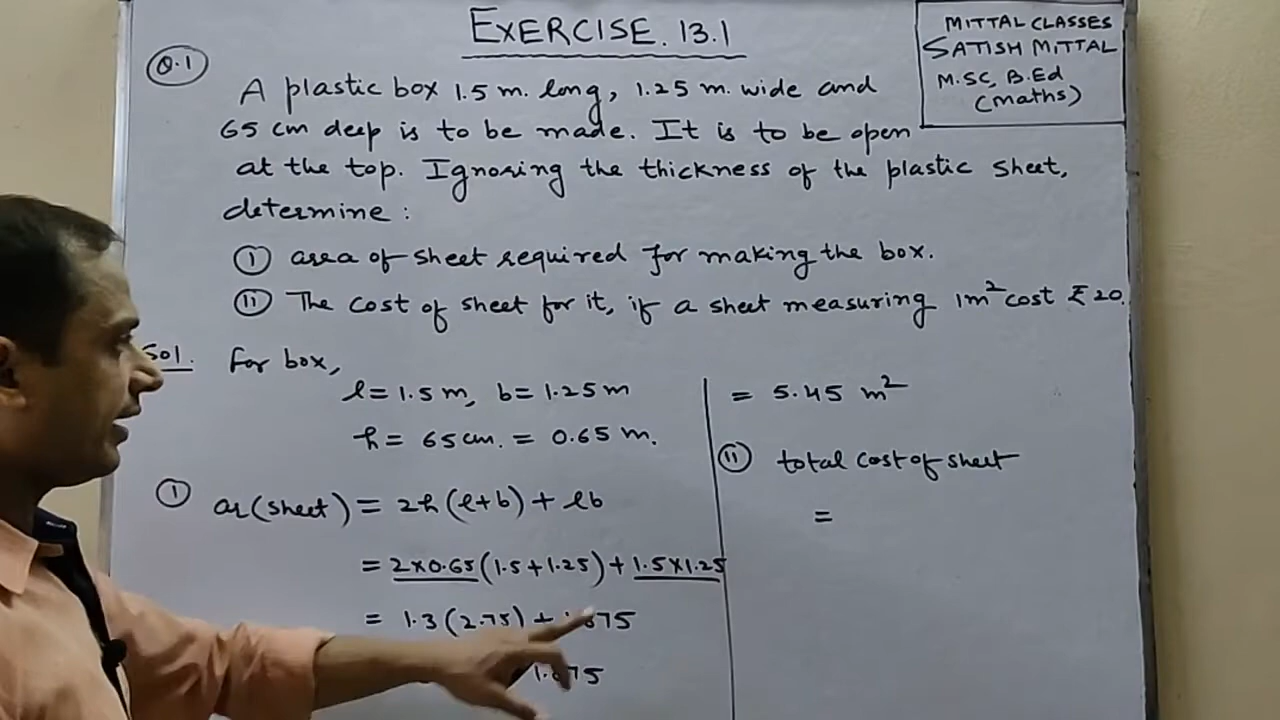 EXERCISE. 13.1
MITTAL CLASSES
SATISH MITTAL
M.SC, B.Ed
(maths)
Q.1
A plastic box 1.5 m. long, 1.25 m. wide and
65 cm deep is to be made. It is to be open
at the top. Ignoring the thickness of the plastic sheet,
determine :
(I) area of sheet required for making the box.
(II) The cost of sheet for it, if a sheet measuring 1m² cost ₹ 20.
Sol. For box,
l = 1.5 m, b = 1.25 m
h = 65 cm. = 0.65 m.
(I) ar(sheet) = 2h(l+b) + lb
= 2×0.65(1.5+1.25) + 1.5×1.25
= 1.3(2.75) +
= 5.45 m²
(II) total cost of sheet
=